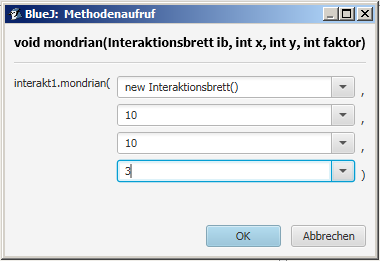 BlueJ: Methodenaufruf
void mondrian(Interaktionsbrett ib, int x, int y, int faktor)
interakt1.mondrian( new Interaktionsbrett() ,
10 ,
10 ,
3 )
OK Abbrechen